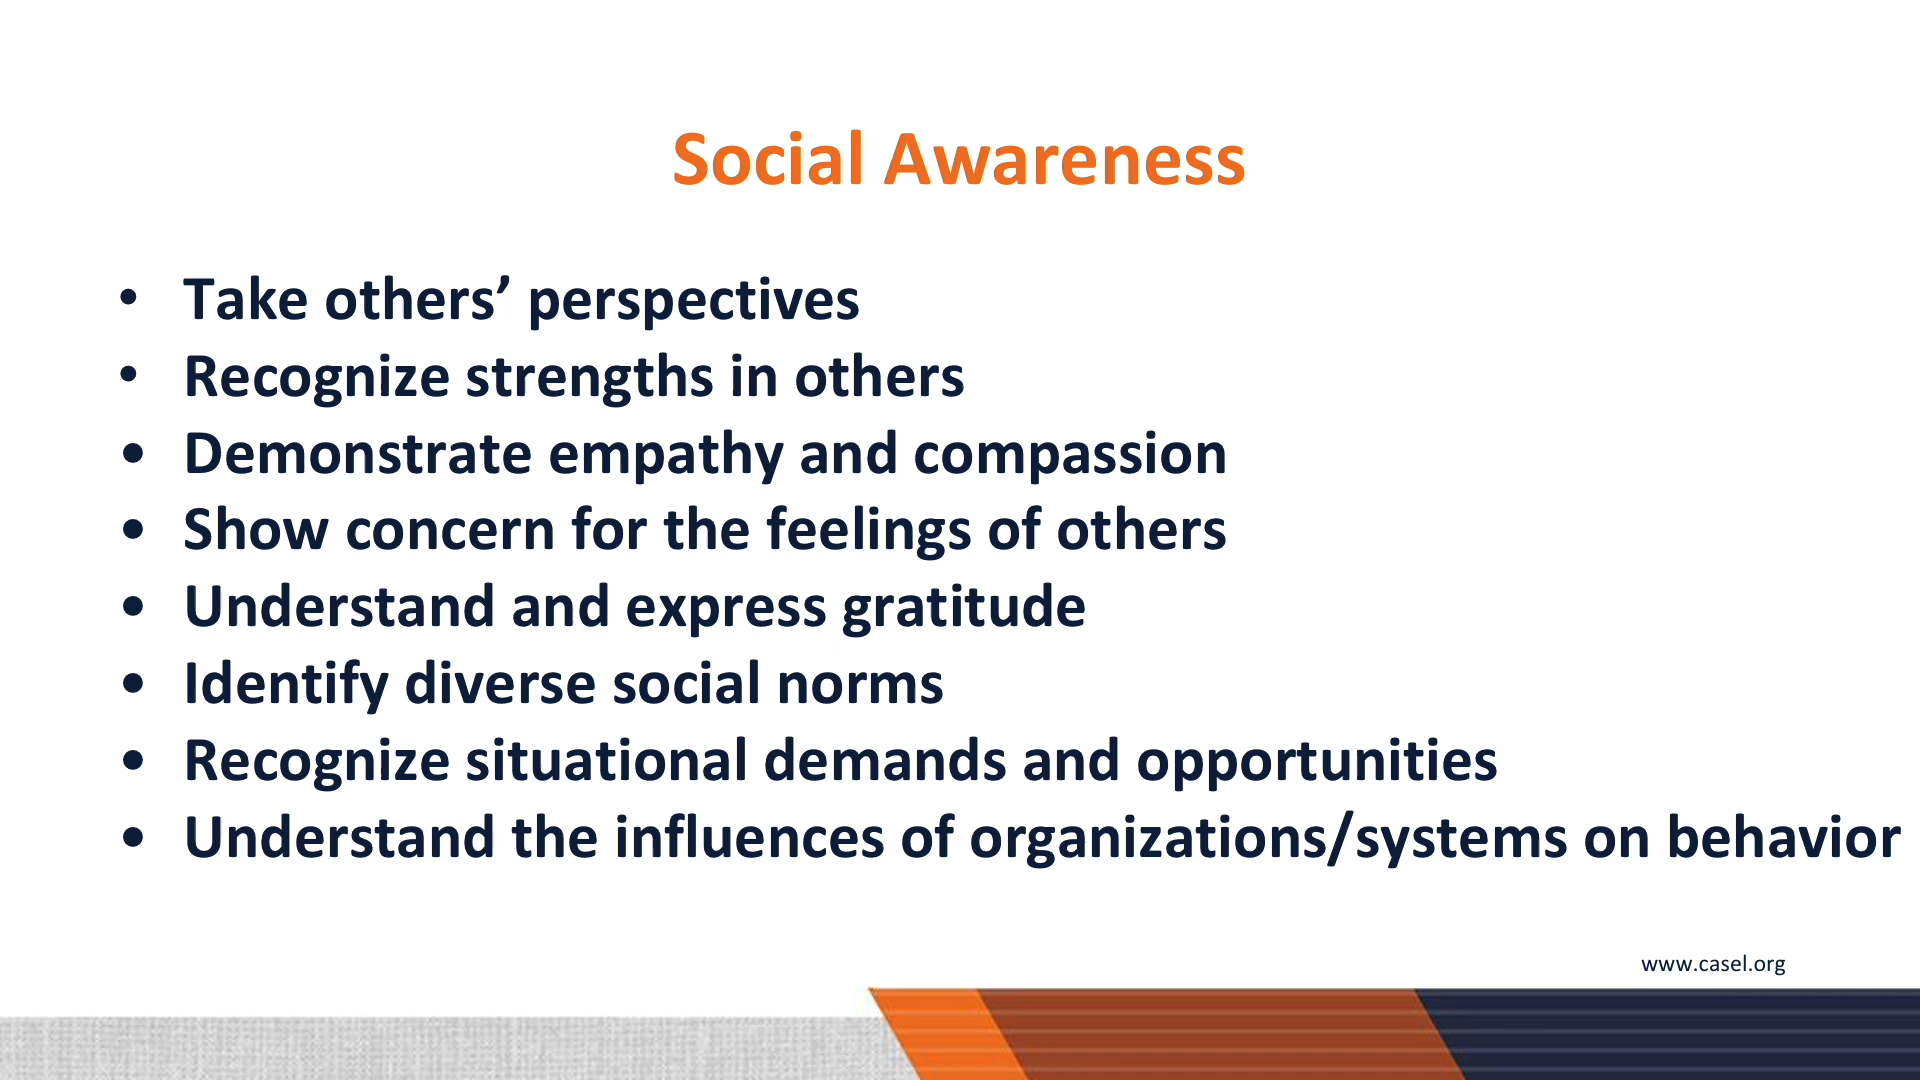 Social Awareness
• Take others’ perspectives
• Recognize strengths in others
• Demonstrate empathy and compassion
• Show concern for the feelings of others
• Understand and express gratitude
• Identify diverse social norms
• Recognize situational demands and opportunities
• Understand the influences of organizations/systems on behavior
www.casel.org